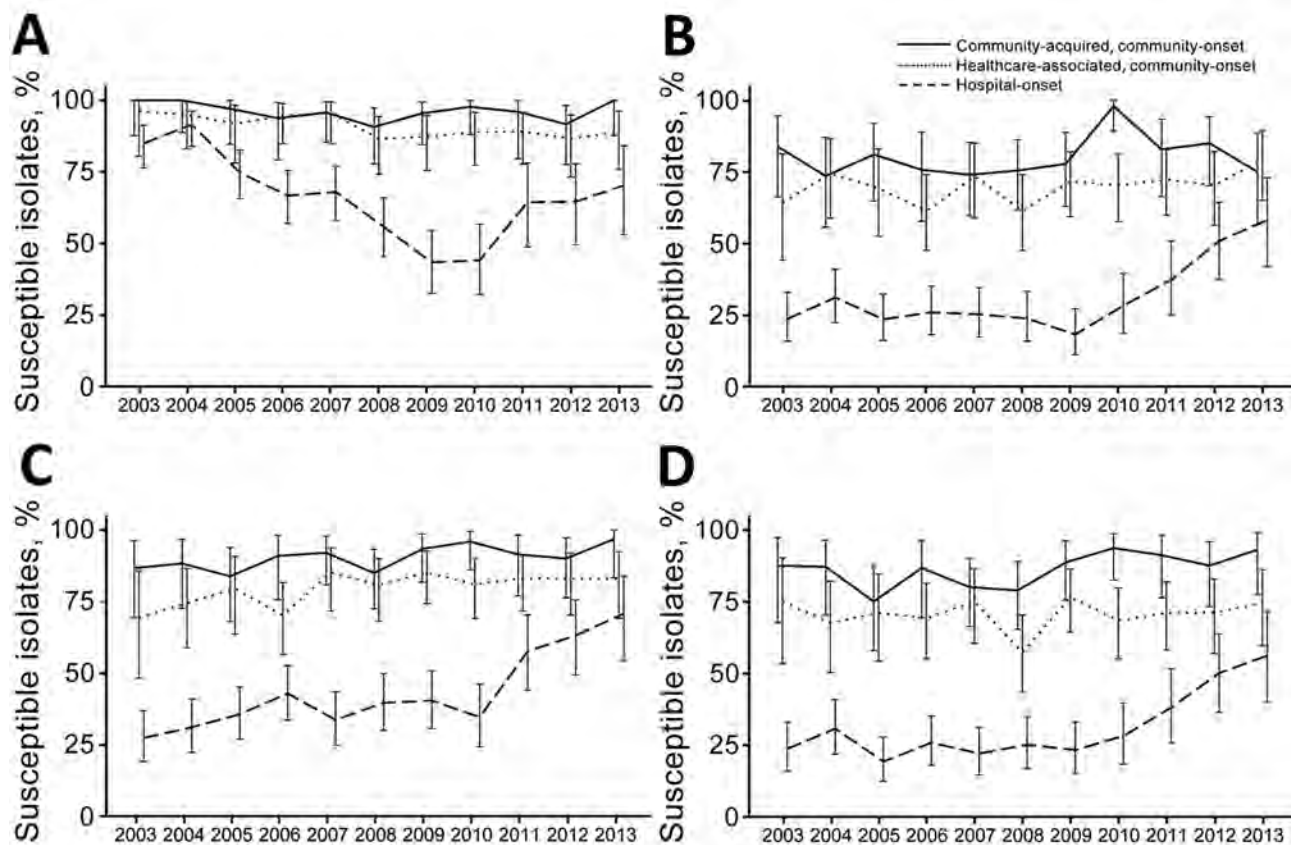 A
Susceptible isolates, %
100
75
50
25
0
2003 2004 2005 2006 2007 2008 2009 2010 2011 2012 2013
B
Community-acquired, community-onset
Healthcare-associated, community-onset
Hospital-onset
Susceptible isolates, %
100
75
50
25
0
2003 2004 2005 2006 2007 2008 2009 2010 2011 2012 2013
C
Susceptible isolates, %
100
75
50
25
0
2003 2004 2005 2006 2007 2008 2009 2010 2011 2012 2013
D
Susceptible isolates, %
100
75
50
25
0
2003 2004 2005 2006 2007 2008 2009 2010 2011 2012 2013